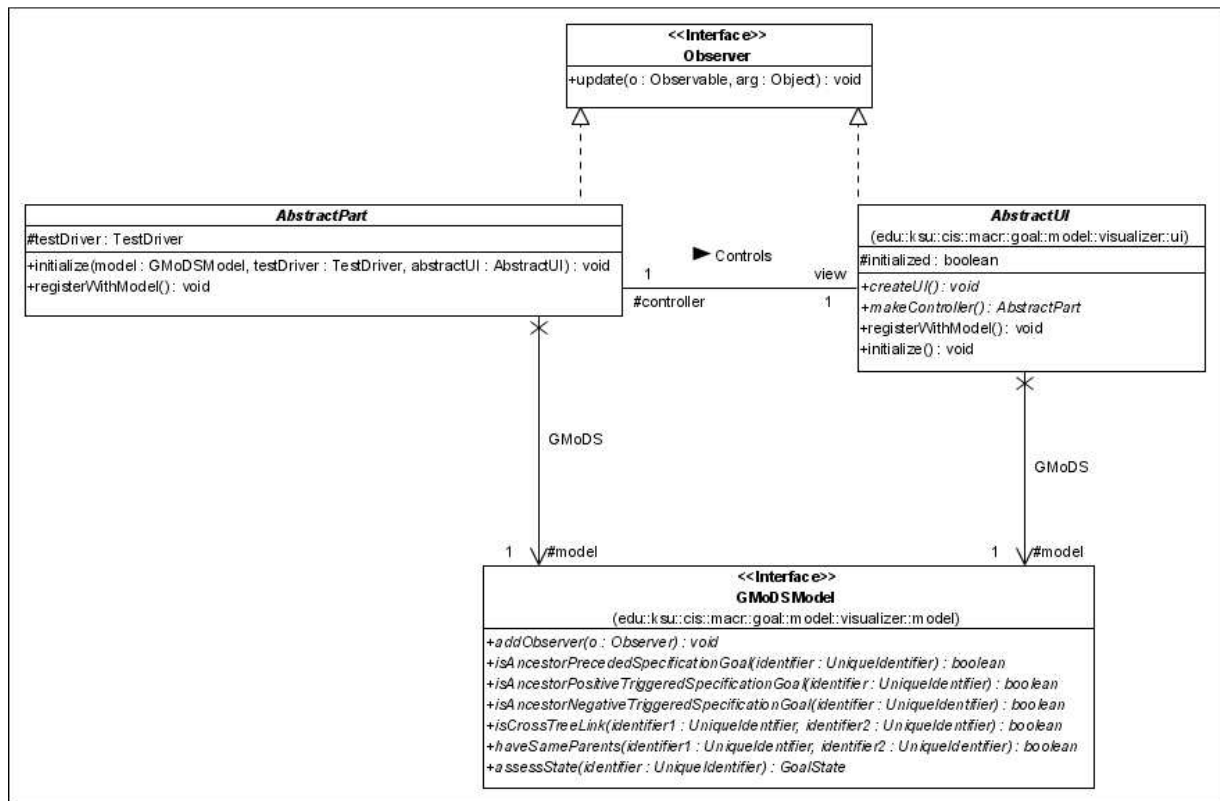 <<Interface>>
Observer
+update(o : Observable, arg : Object) : void
AbstractPart
#testDriver : TestDriver
+initialize(model : GMoDSModel, testDriver : TestDriver, abstractUI : AbstractUI) : void
+registerWithModel() : void
Controls
1
view
#controller
1
AbstractUI
(edu::ksu::cis::macr::goal::model::visualizer::ui)
#initialized : boolean
+createUI() : void
+makeController() : AbstractPart
+registerWithModel() : void
+initialize() : void
GMoDS
GMoDS
1
#model
1
#model
<<Interface>>
GMoDSModel
(edu::ksu::cis::macr::goal::model::visualizer::model)
+addObserver(o : Observer) : void
+isAncestorPrecededSpecificationGoal(identifier : UniqueIdentifier) : boolean
+isAncestorPositiveTriggeredSpecificationGoal(identifier : UniqueIdentifier) : boolean
+isAncestorNegativeTriggeredSpecificationGoal(identifier : UniqueIdentifier) : boolean
+isCrossTreeLink(identifier1 : UniqueIdentifier, identifier2 : UniqueIdentifier) : boolean
+haveSameParents(identifier1 : UniqueIdentifier, identifier2 : UniqueIdentifier) : boolean
+assessState(identifier : UniqueIdentifier) : GoalState